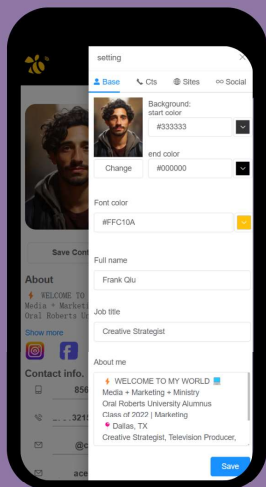 setting
Base
Cts
Sites
Social
Background:
start color
#333333
end color
Change
#000000
Font color
#FFC10A
Full name
Frank Qiu
Job title
Creative Strategist
About me
WELCOME TO MY WORLD
Media + Marketing + Ministry
Oral Roberts University Alumnus
Class of 2022 | Marketing
Dallas, TX
Creative Strategist, Television Producer,
Save
Save Cont
About
WELCOME TO
Media + Marketi
Oral Roberts Un
Show more
Contact info.
856
3215
@c
ace